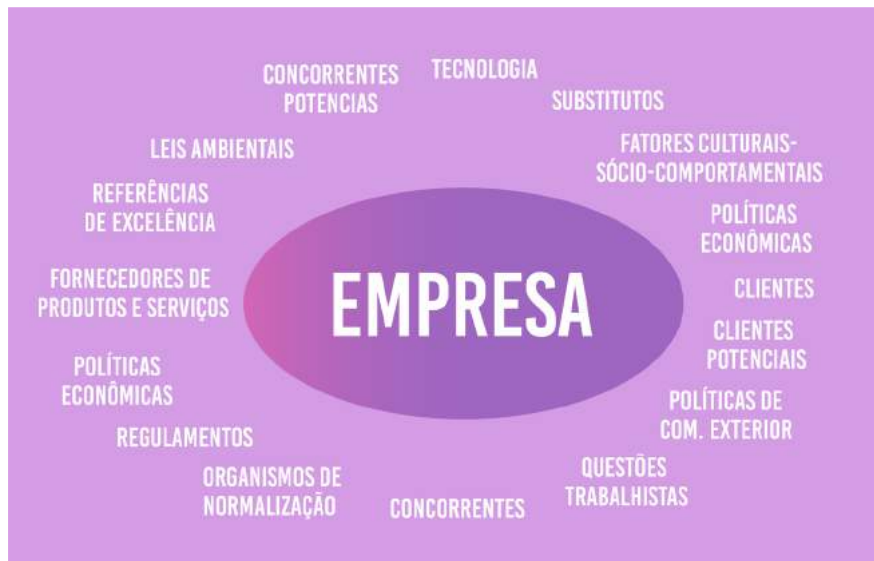 CONCORRENTES
POTENCIAS
TECNOLOGIA
SUBSTITUTOS
FATORES CULTURAIS-
SÓCIO-COMPORTAMENTAIS
POLÍTICAS
ECONÔMICAS
CLIENTES
CLIENTES
POTENCIAIS
POLÍTICAS DE
COM. EXTERIOR
QUESTÕES
TRABALHISTAS
CONCORRENTES
ORGANISMOS DE
NORMALIZAÇÃO
REGULAMENTOS
POLÍTICAS
ECONÔMICAS
FORNECEDORES DE
PRODUTOS E SERVIÇOS
REFERÊNCIAS
DE EXCELÊNCIA
LEIS AMBIENTAIS
EMPRESA